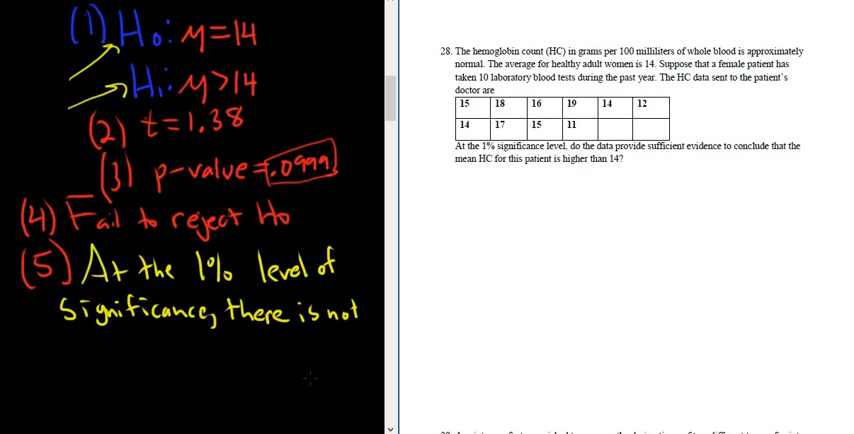 (1) H₀: μ = 14
H₁: μ > 14
(2) t = 1.38
(3) p-value = .0999
(4) Fail to reject H₀
(5) At the 1% level of
significance, there is not
28. The hemoglobin count (HC) in grams per 100 milliliters of whole blood is approximately
normal. The average for healthy adult women is 14. Suppose that a female patient has
taken 10 laboratory blood tests during the past year. The HC data sent to the patient's
doctor are
15 18 16 19 14 12
14 17 15 11
At the 1% significance level, do the data provide sufficient evidence to conclude that the
mean HC for this patient is higher than 14?